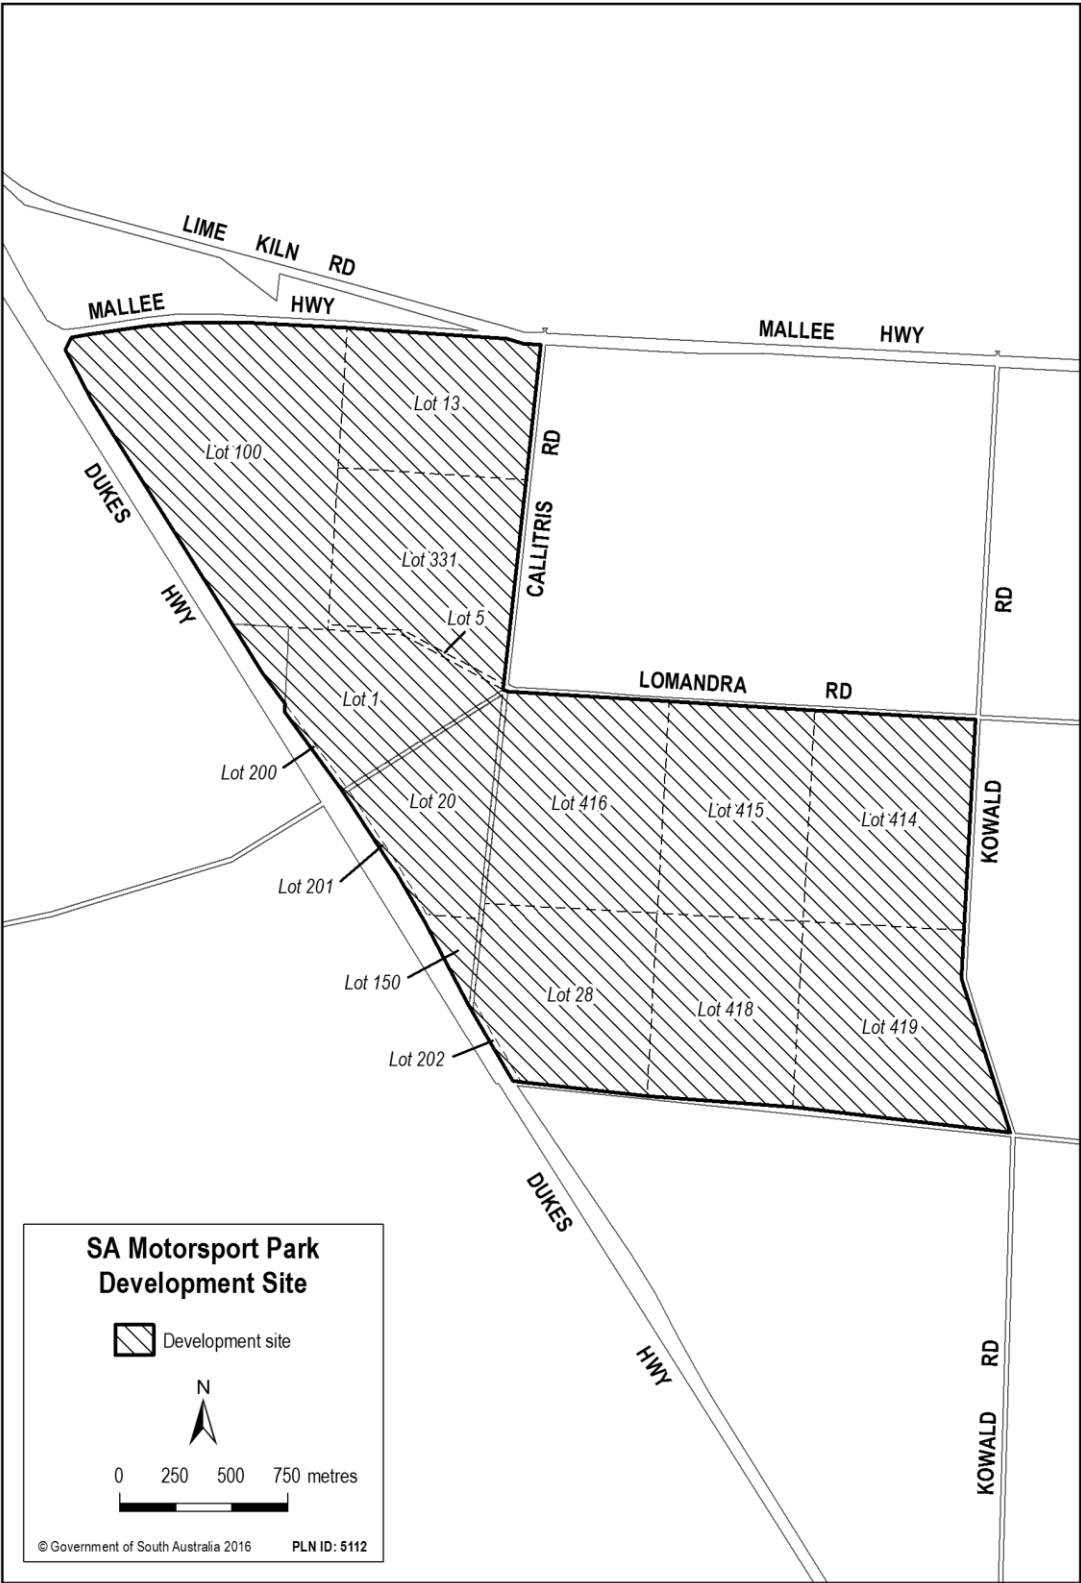 LIME KILN RD
MALLEE HWY
MALLEE HWY
Lot 13
Lot 100
RD
CALLITRIS
DUKES
HWY
Lot 331
RD
Lot 5
LOMANDRA RD
Lot 1
Lot 200
Lot 20
Lot 416
Lot 415
Lot 414
KOWALD
Lot 201
Lot 150
Lot 28
Lot 418
Lot 419
Lot 202
DUKES
HWY
RD
KOWALD
SA Motorsport Park
Development Site
Development site
N
0 250 500 750 metres
© Government of South Australia 2016 PLN ID: 5112